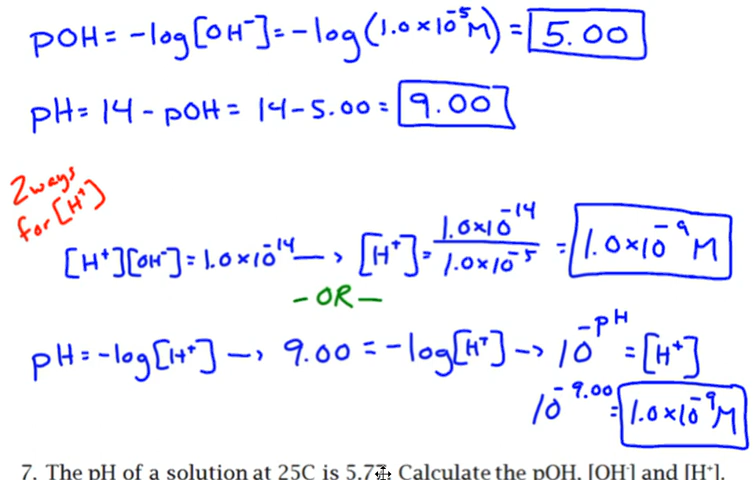 pOH = -log[OH⁻] = -log(1.0×10⁻⁵M) = 5.00
pH = 14 - pOH = 14 - 5.00 = 9.00
2 ways
for [H⁺]
[H⁺][OH⁻] = 1.0×10⁻¹⁴ → [H⁺] = 1.0×10⁻¹⁴ / 1.0×10⁻⁵ = 1.0×10⁻⁹ M
- OR -
pH = -log[H⁺] → 9.00 = -log[H⁺] → 10^-pH = [H⁺]
10^-9.00 = 1.0×10⁻⁹M
7. The pH of a solution at 25C is Calculate the pOH, [OH⁻] and [H⁺].